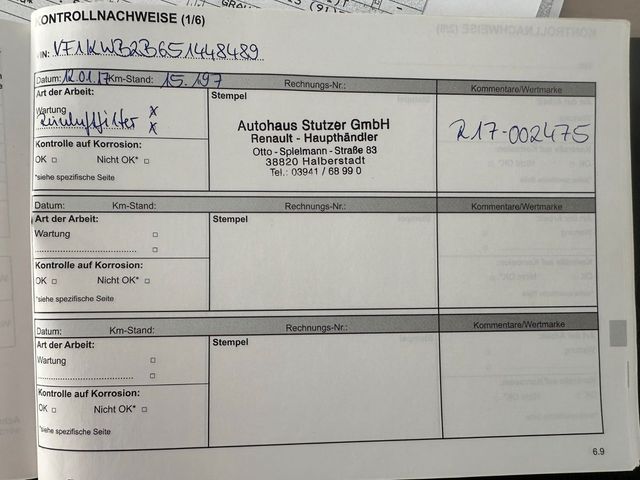 KONTROLLNACHWEISE (1/6)
VIN: VF1KWB2B651448489
Datum: 12.01.17 Km-Stand: 15.197 Rechnungs-Nr.: Kommentare/Wertmarke
Art der Arbeit: Stempel
Wartung x
x
Autohaus Stutzer GmbH
Renault - Haupthändler
Otto - Spielmann - Straße 83
38820 Halberstadt
Tel.: 03941 / 68 99 0
R17-002475
Kontrolle auf Korrosion:
OK □ Nicht OK* □
*siehe spezifische Seite
Datum: Km-Stand: Rechnungs-Nr.: Kommentare/Wertmarke
Art der Arbeit: Stempel
Wartung □
□
Kontrolle auf Korrosion:
OK □ Nicht OK* □
*siehe spezifische Seite
Datum: Km-Stand: Rechnungs-Nr.: Kommentare/Wertmarke
Art der Arbeit: Stempel
Wartung □
□
Kontrolle auf Korrosion:
OK □ Nicht OK* □
*siehe spezifische Seite
6.9